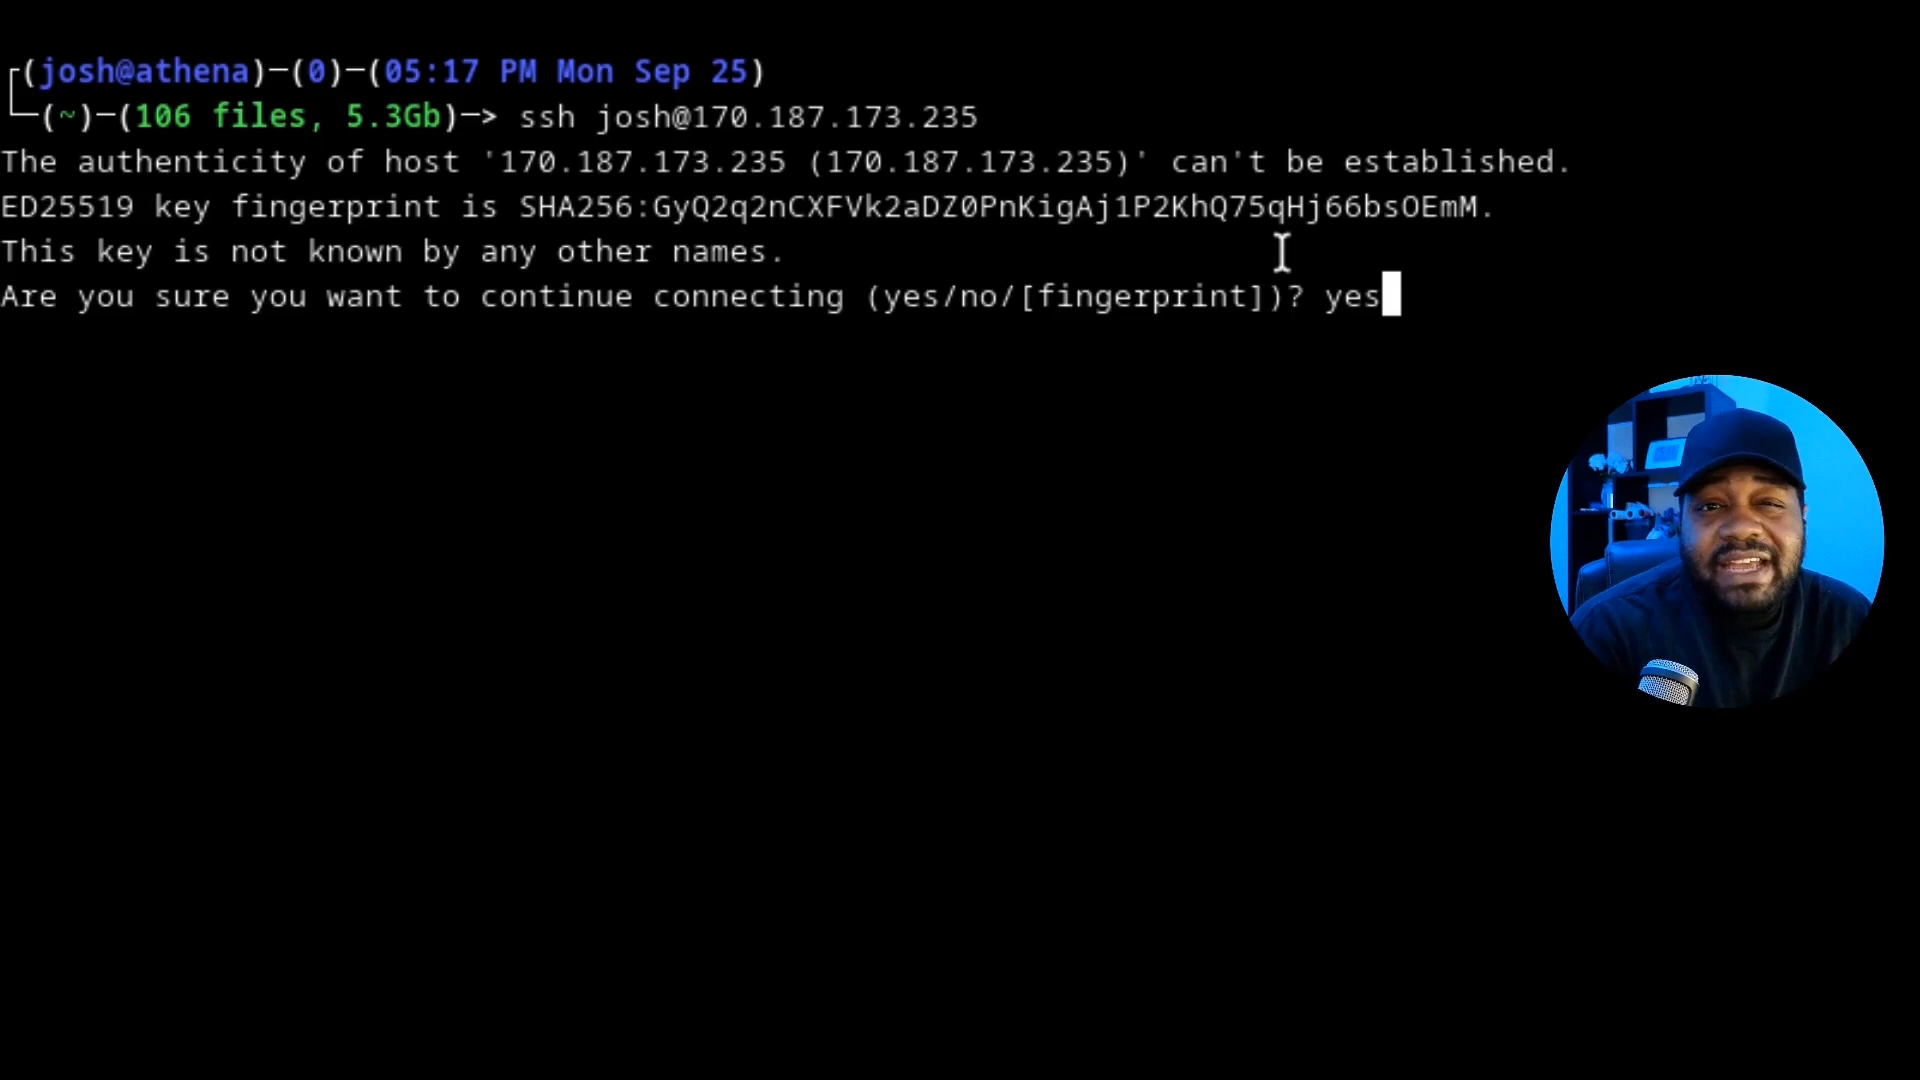 ┌(josh@athena)─(0)─(05:17 PM Mon Sep 25)
└─(~)─(106 files, 5.3Gb)─> ssh josh@170.187.173.235
The authenticity of host '170.187.173.235 (170.187.173.235)' can't be established.
ED25519 key fingerprint is SHA256:GyQ2q2nCXFVk2aDZ0PnKigAj1P2KhQ75qHj66bsOEmM.
This key is not known by any other names.
Are you sure you want to continue connecting (yes/no/[fingerprint])? yes